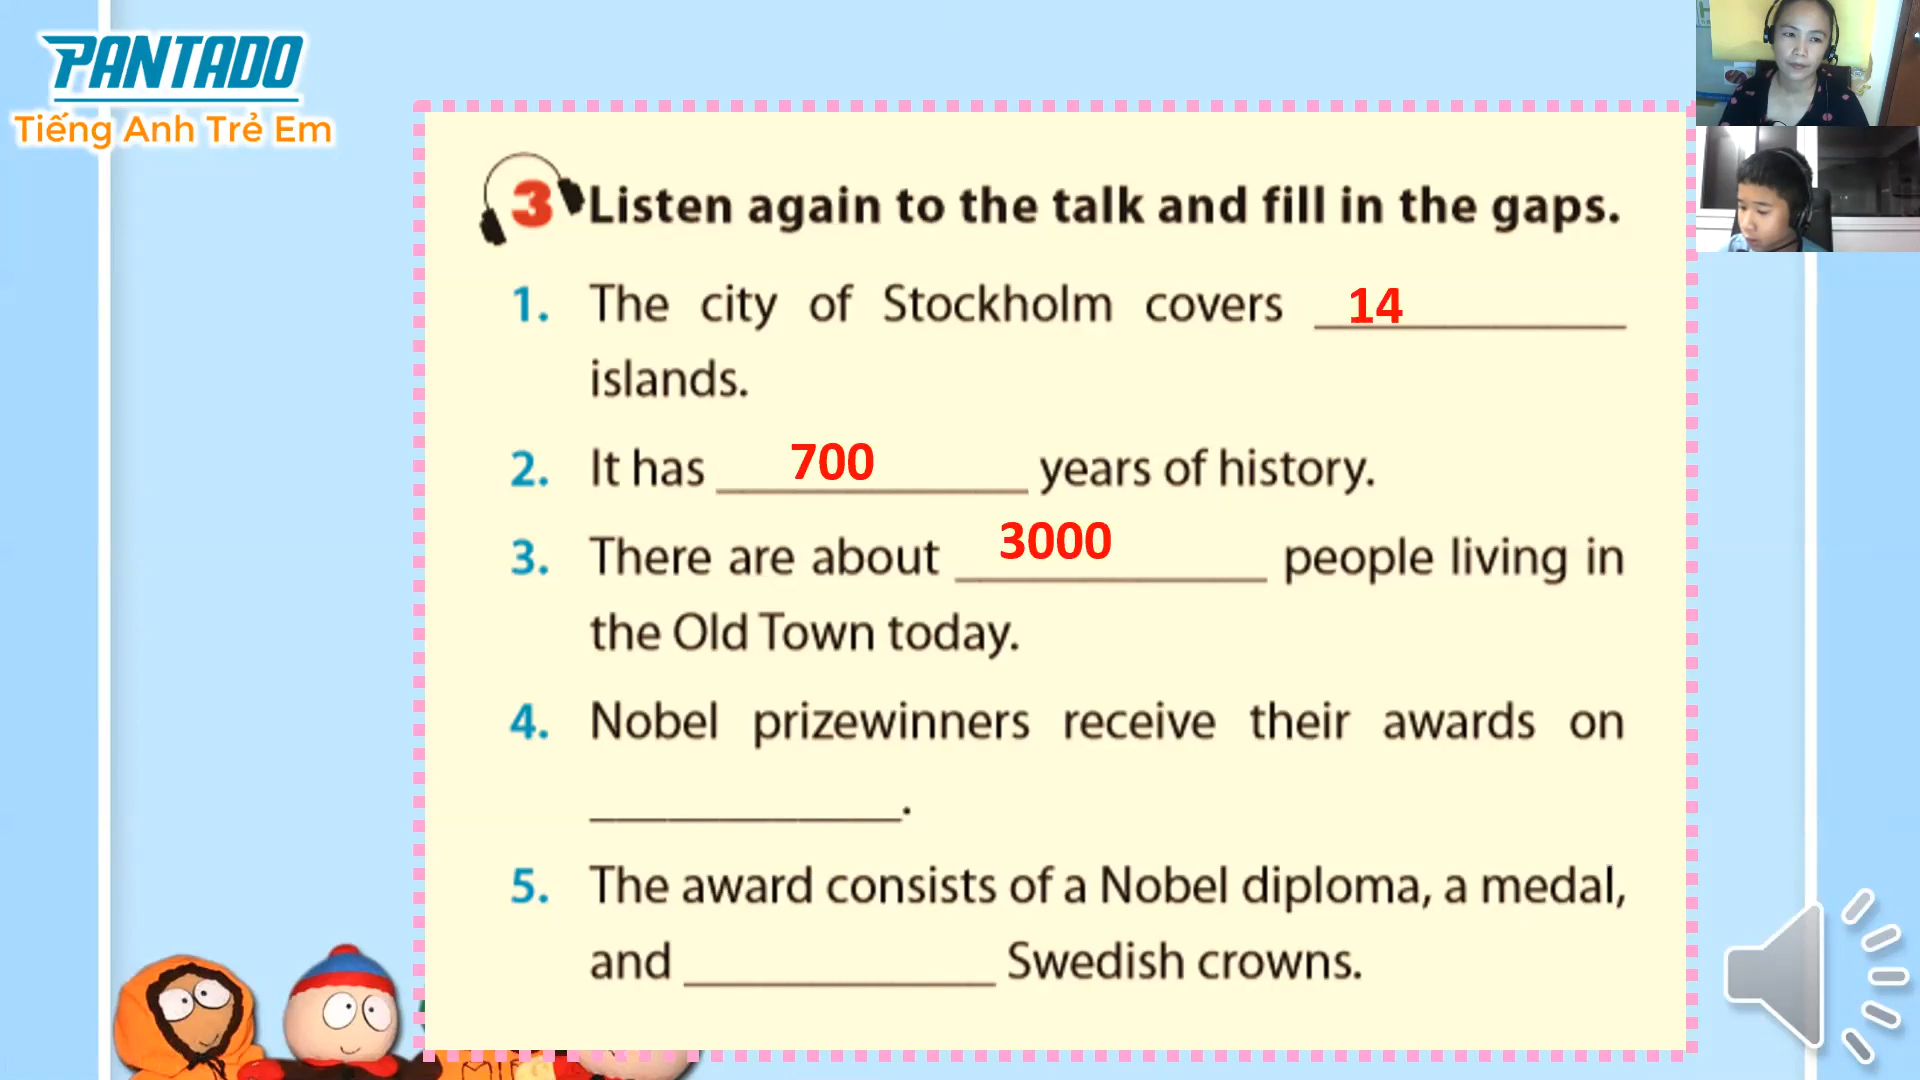 PANTADO
Tiếng Anh Trẻ Em
3 Listen again to the talk and fill in the gaps.
1. The city of Stockholm covers 14
islands.
2. It has 700 years of history.
3. There are about 3000 people living in
the Old Town today.
4. Nobel prizewinners receive their awards on
____________.
5. The award consists of a Nobel diploma, a medal,
and ____________ Swedish crowns.